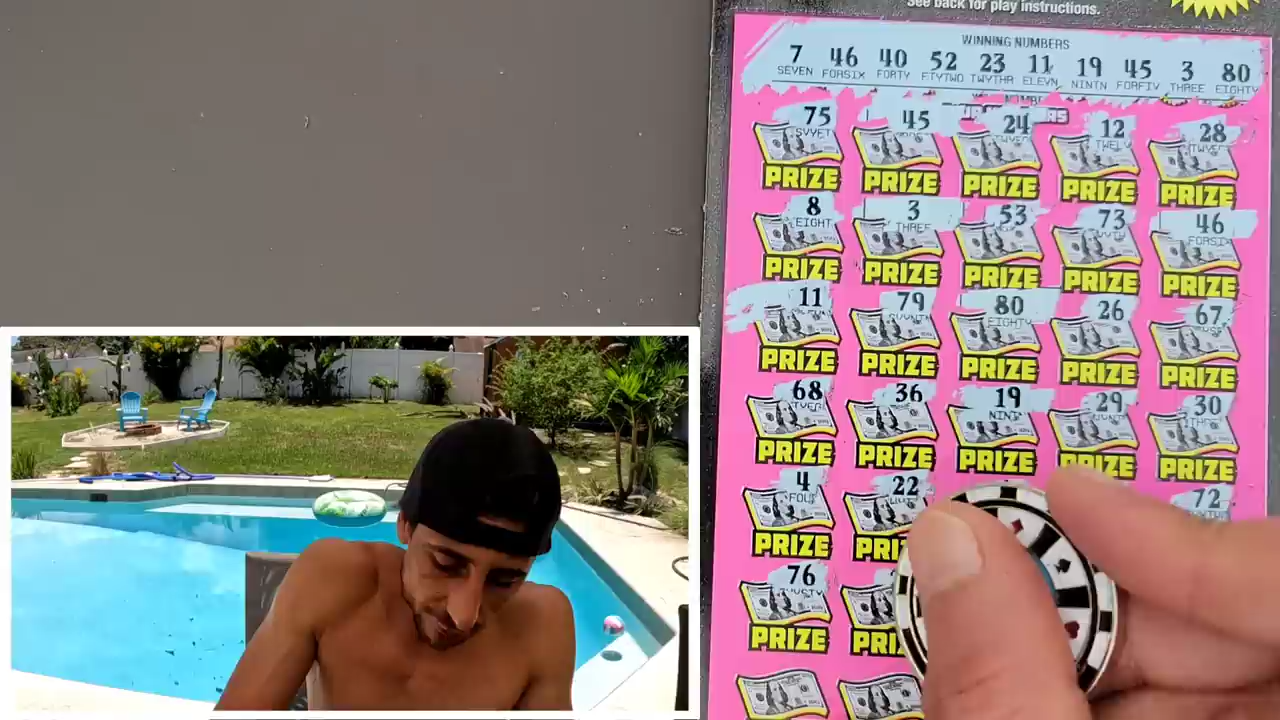 See back for play instructions.
WINNING NUMBERS
7 46 40 52 23 11 19 45 3 80
SEVEN FORSIX FORTY FTYTWO TWYTHR ELEVN NINTN FORFIV THREE EIGHTY
75 45 24 12 28
PRIZE PRIZE PRIZE PRIZE PRIZE
8 3 53 73 46
EIGHT THREE FORSIX
PRIZE PRIZE PRIZE PRIZE PRIZE
11 79 80 26 67
EIGHTY
PRIZE PRIZE PRIZE PRIZE PRIZE
68 36 19 29 30
PRIZE PRIZE PRIZE PRIZE PRIZE
4 22 72
FOUR
PRIZE
76
PRIZE